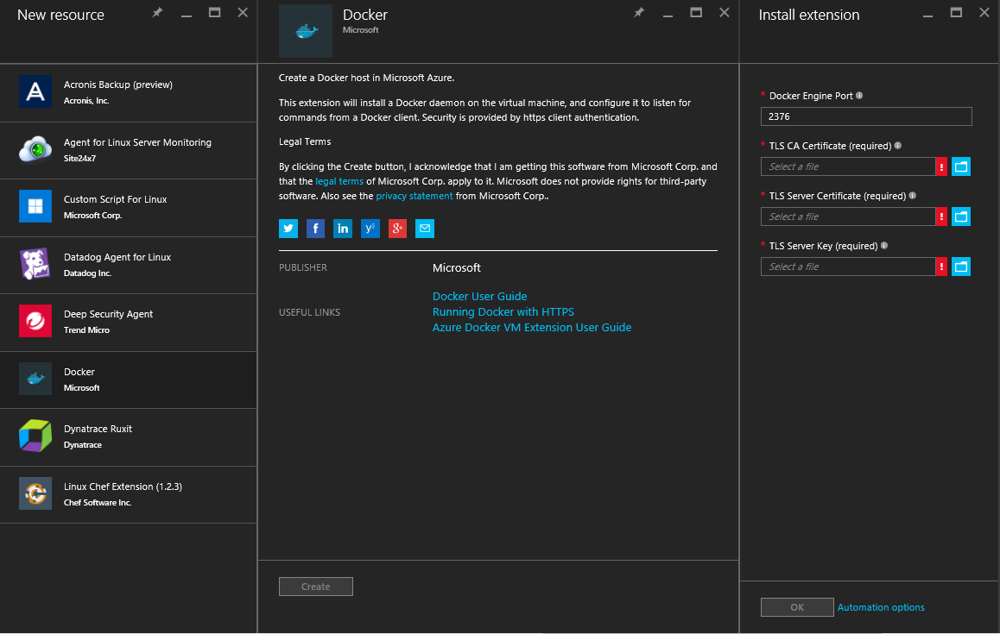 New resource
Acronis Backup (preview)
Acronis, Inc.
Agent for Linux Server Monitoring
Site24x7
Custom Script For Linux
Microsoft Corp.
Datadog Agent for Linux
Datadog Inc.
Deep Security Agent
Trend Micro
Docker
Microsoft
Dynatrace Ruxit
Dynatrace
Linux Chef Extension (1.2.3)
Chef Software Inc.
Docker
Microsoft
Create a Docker host in Microsoft Azure.
This extension will install a Docker daemon on the virtual machine, and configure it to listen for
commands from a Docker client. Security is provided by https client authentication.
Legal Terms
By clicking the Create button, I acknowledge that I am getting this software from Microsoft Corp. and
that the legal terms of Microsoft Corp. apply to it. Microsoft does not provide rights for third-party
software. Also see the privacy statement from Microsoft Corp..
PUBLISHER
Microsoft
USEFUL LINKS
Docker User Guide
Running Docker with HTTPS
Azure Docker VM Extension User Guide
Create
Install extension
* Docker Engine Port
2376
* TLS CA Certificate (required)
Select a file
* TLS Server Certificate (required)
Select a file
* TLS Server Key (required)
Select a file
OK
Automation options